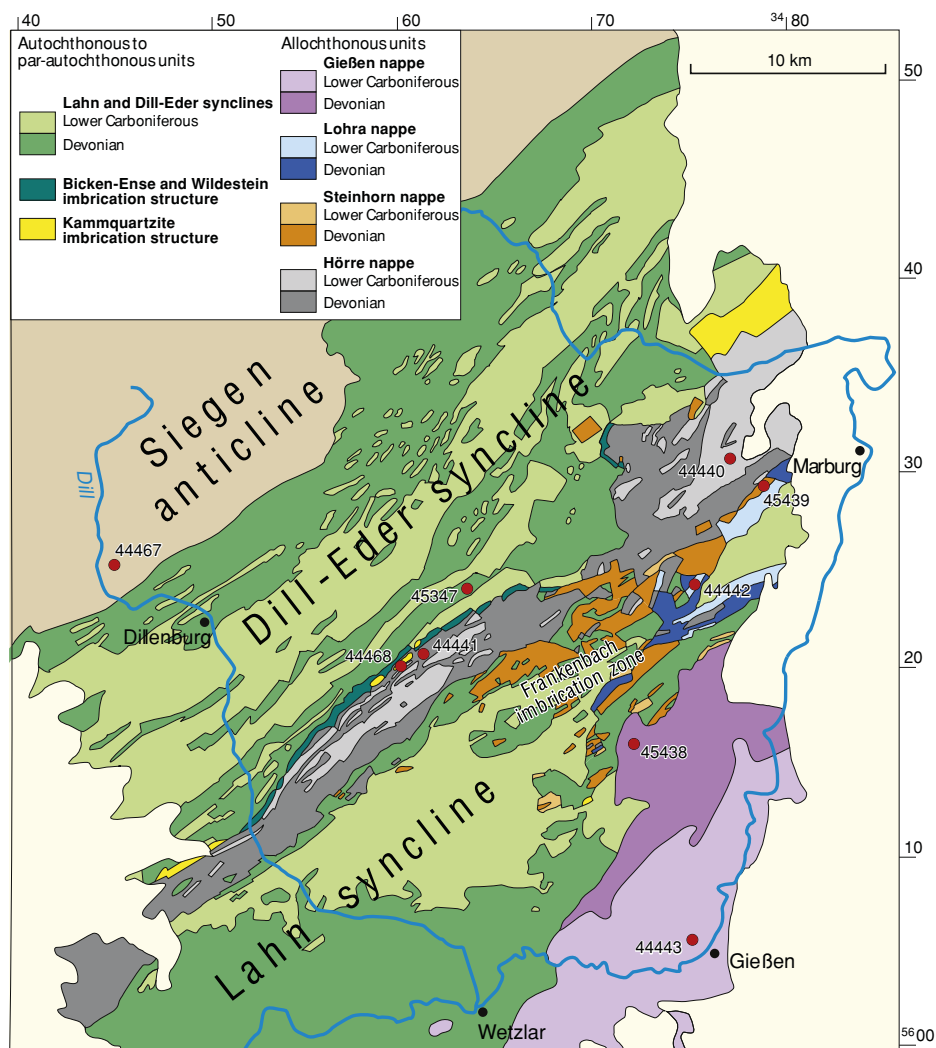 40 50 60 70 34 80
Autochthonous to
par-autochthonous units
Lahn and Dill-Eder synclines
Lower Carboniferous
Devonian
Bicken-Ense and Wildestein
imbrication structure
Kammquartzite
imbrication structure
Allochthonous units
Gießen nappe
Lower Carboniferous
Devonian
Lohra nappe
Lower Carboniferous
Devonian
Steinhorn nappe
Lower Carboniferous
Devonian
Hörre nappe
Lower Carboniferous
Devonian
10 km
50
40
Siegen
anticline
Dill
Dill-Eder syncline
44440
Marburg
30
45439
44467
45347
44442
Dillenburg
44468
44441
20
Frankenbach
imbrication zone
45438
Lahn syncline
10
44443
Gießen
Wetzlar
56 00